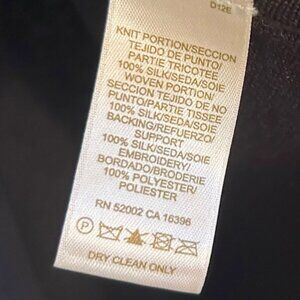 D12E
KNIT PORTION/SECCION
TEJIDO DE PUNTO/
PARTIE TRICOTEE
100% SILK/SEDA/SOIE
WOVEN PORTION/
SECCION TEJIDO DE NO
PUNTO/PARTIE TISSEE
100% SILK/SEDA/SOIE
BACKING/REFUERZO/
SUPPORT
100% SILK/SEDA/SOIE
EMBROIDERY/
BORDADO/BRODERIE
100% POLYESTER/
POLIESTER
RN 52002 CA 16396
P
DRY CLEAN ONLY